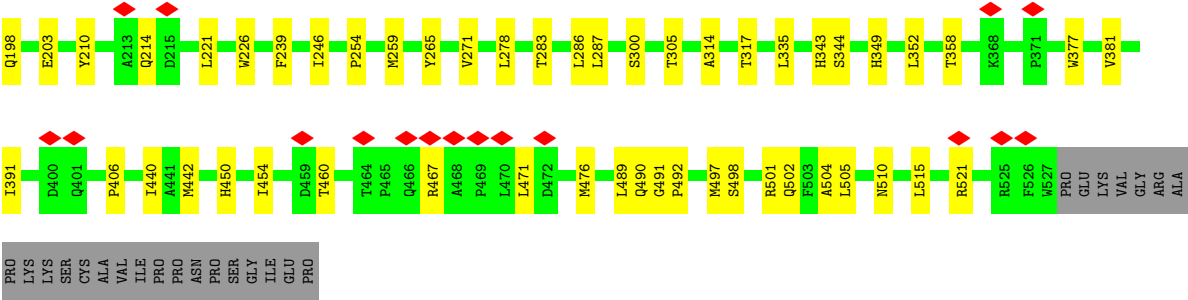 Q198 E203 Y210 A213 Q214 D215 L221 W226 F239 I246 P254 M259 Y265 V271 L278 T283 L286 L287 S300 T305 A314 T317 L335 H343 S344 H349 L352 T358 K368 P371 W377 V381
I391 D400 Q401 P406 I440 A441 M442 H450 I454 D459 T460 T464 P465 Q466 R467 A468 P469 L470 L471 D472 M476 L489 Q490 G491 P492 M497 S498 R501 Q502 F503 A504 L505 N510 L515 R521 R525 F526 W527 PRO GLU LYS VAL GLY ARG ALA
PRO LYS LYS SER CYS ALA VAL ILE PRO PRO ASN PRO SER GLY ILE GLU PRO